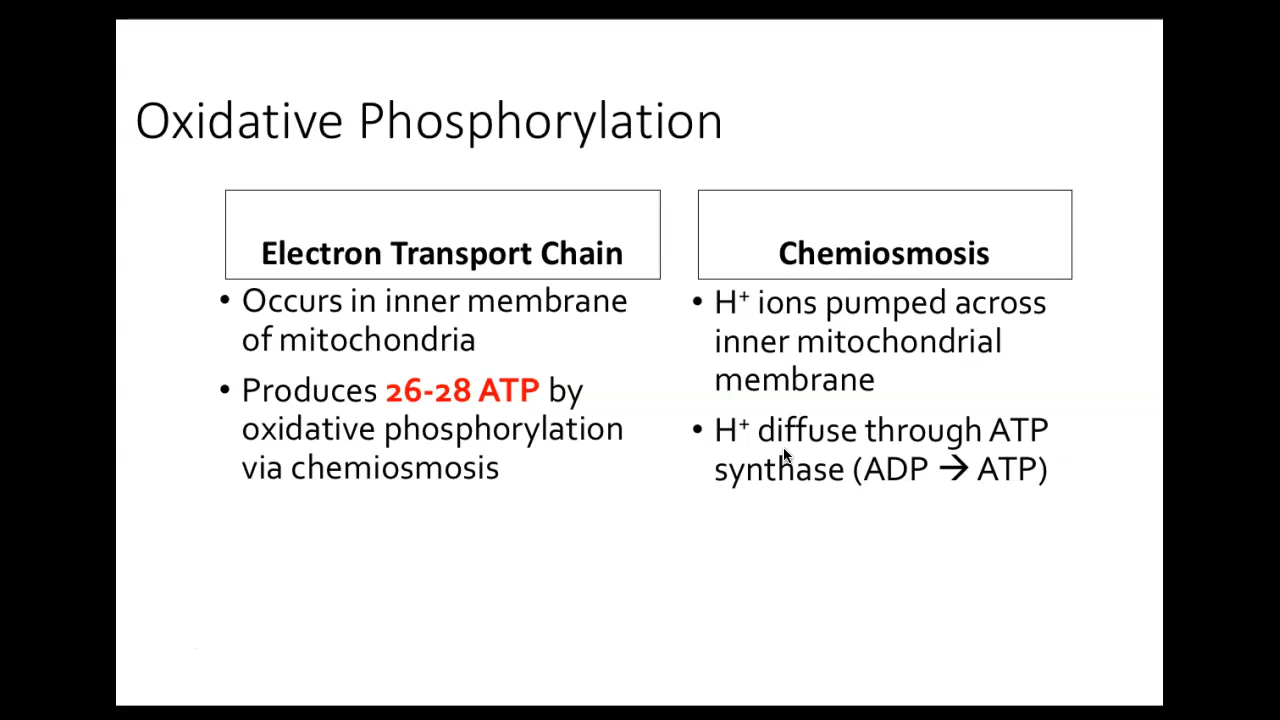 Oxidative Phosphorylation
Electron Transport Chain
• Occurs in inner membrane
of mitochondria
• Produces 26-28 ATP by
oxidative phosphorylation
via chemiosmosis
Chemiosmosis
• H⁺ ions pumped across
inner mitochondrial
membrane
• H⁺ diffuse through ATP
synthase (ADP → ATP)